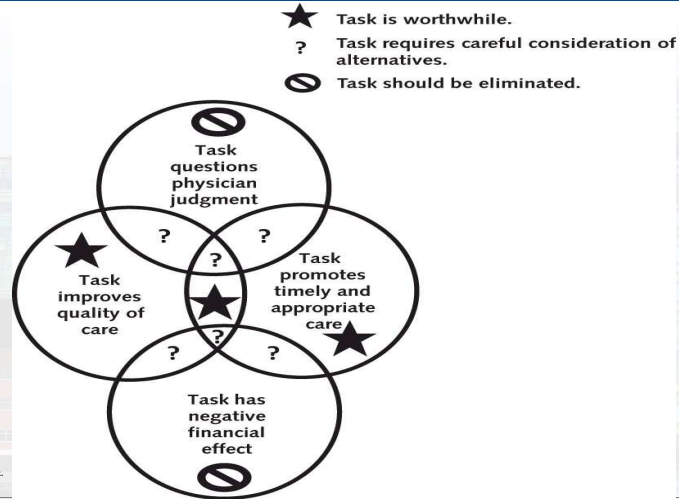 Task is worthwhile.
? Task requires careful consideration of
alternatives.
Task should be eliminated.
Task
questions
physician
judgment
? ?
?
Task
improves
quality of
care
Task
promotes
timely and
appropriate
care
?
? ?
Task has
negative
financial
effect